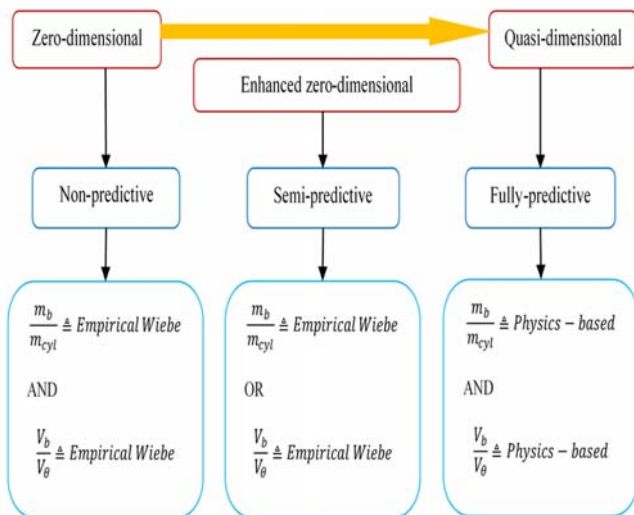 Zero-dimensional
Quasi-dimensional
Enhanced zero-dimensional
Non-predictive
Semi-predictive
Fully-predictive
m_b/m_cyl ≜ Empirical Wiebe
AND
V_b/V_θ ≜ Empirical Wiebe
m_b/m_cyl ≜ Empirical Wiebe
OR
V_b/V_θ ≜ Empirical Wiebe
m_b/m_cyl ≜ Physics − based
AND
V_b/V_θ ≜ Physics − based